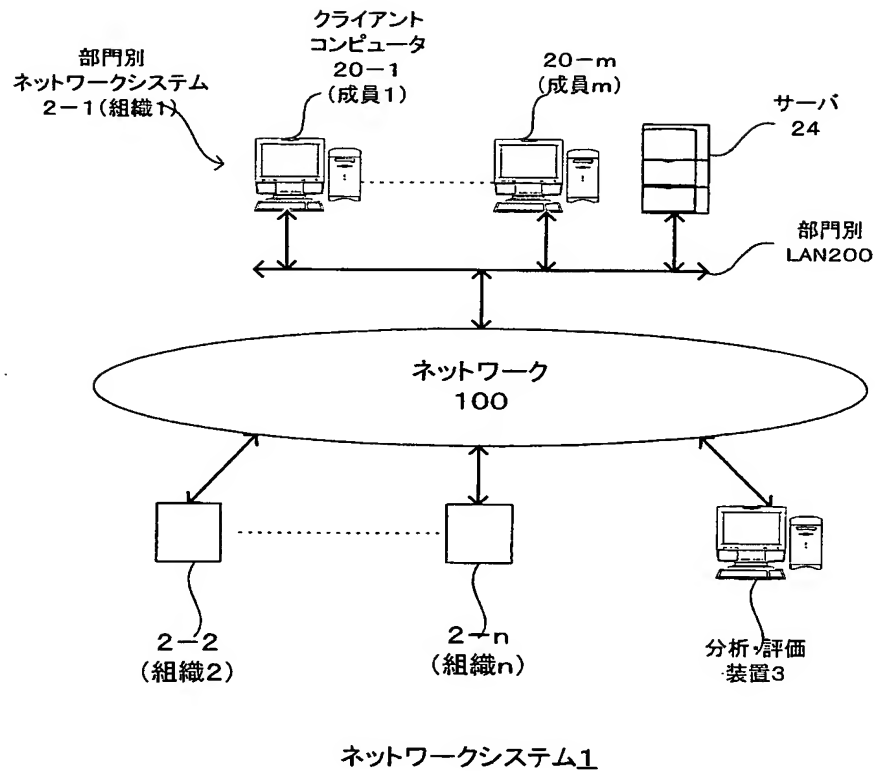 クライアント
コンピュータ
20-1
(成員1)
部門別
ネットワークシステム
2-1(組織1)
20-m
(成員m)
サーバ
24
部門別
LAN200
ネットワーク
100
2-2
(組織2)
2-n
(組織n)
分析・評価
装置3
ネットワークシステム1